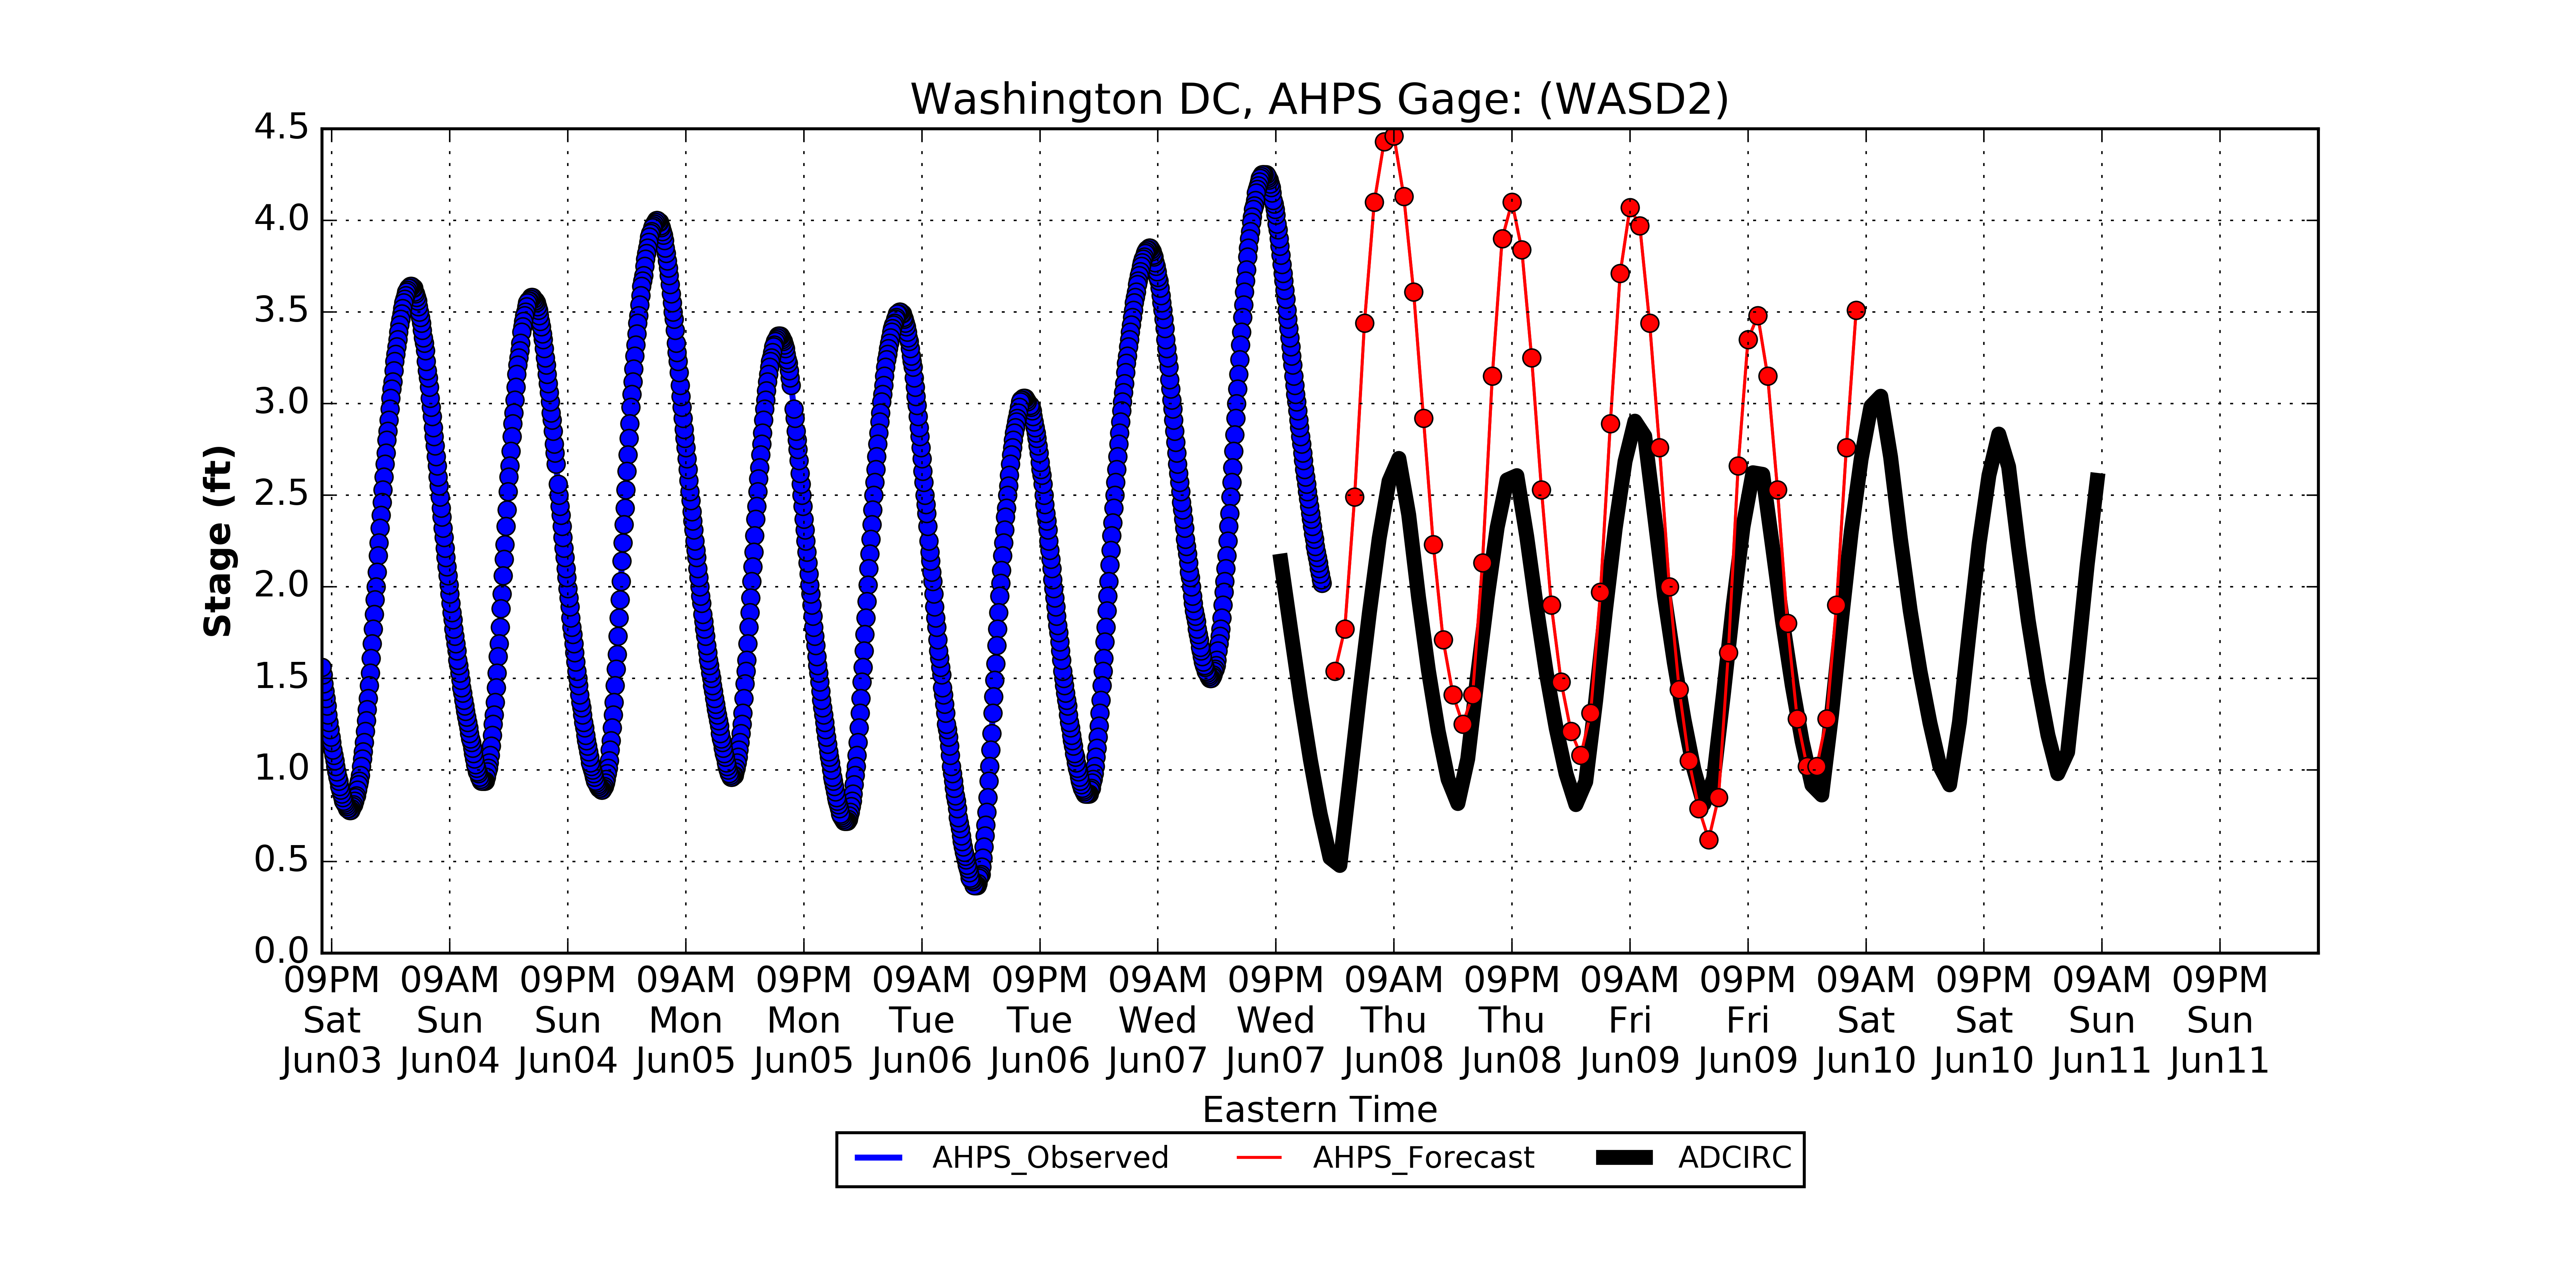 Washington DC, AHPS Gage: (WASD2)
4.5
4.0
3.5
3.0
2.5
2.0
1.5
1.0
0.5
0.0
Stage (ft)
09PM 09AM 09PM 09AM 09PM 09AM 09PM 09AM 09PM 09AM 09PM 09AM 09PM 09AM 09PM 09AM 09PM
Sat Sun Sun Mon Mon Tue Tue Wed Wed Thu Thu Fri Fri Sat Sat Sun Sun
Jun03 Jun04 Jun04 Jun05 Jun05 Jun06 Jun06 Jun07 Jun07 Jun08 Jun08 Jun09 Jun09 Jun10 Jun10 Jun11 Jun11
Eastern Time
AHPS_Observed AHPS_Forecast ADCIRC